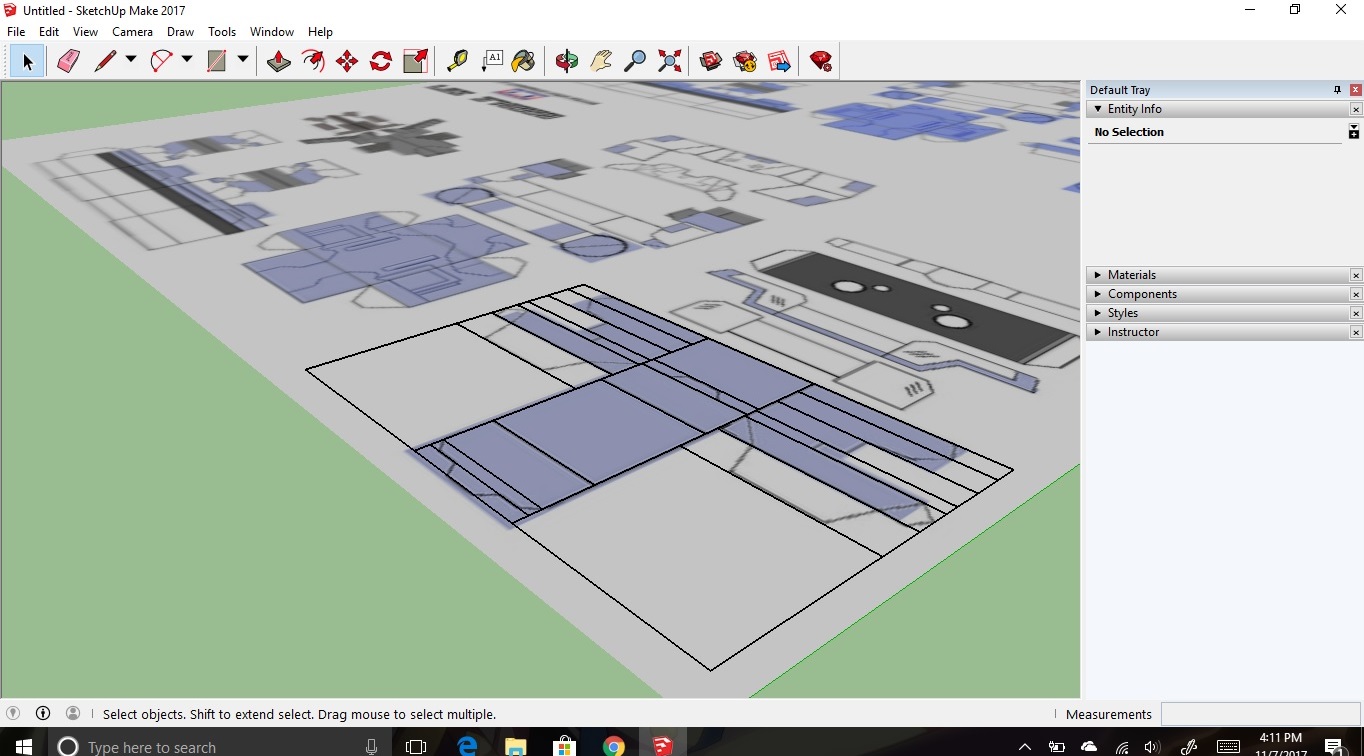 Untitled - SketchUp Make 2017
File Edit View Camera Draw Tools Window Help
A1
Default Tray
Entity Info
No Selection
Materials
Components
Styles
Instructor
Select objects. Shift to extend select. Drag mouse to select multiple.
Measurements
Type here to search
4:11 PM
11/7/2017